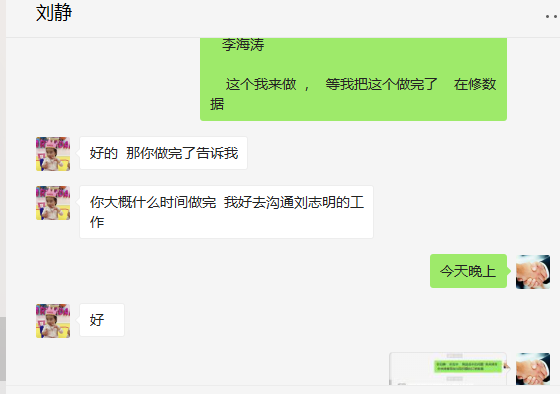 刘静
李海涛
这个我来做 ， 等我把这个做完了 在修数
据
好的 那你做完了告诉我
你大概什么时间做完 我好去沟通刘志明的工
作
今天晚上
好